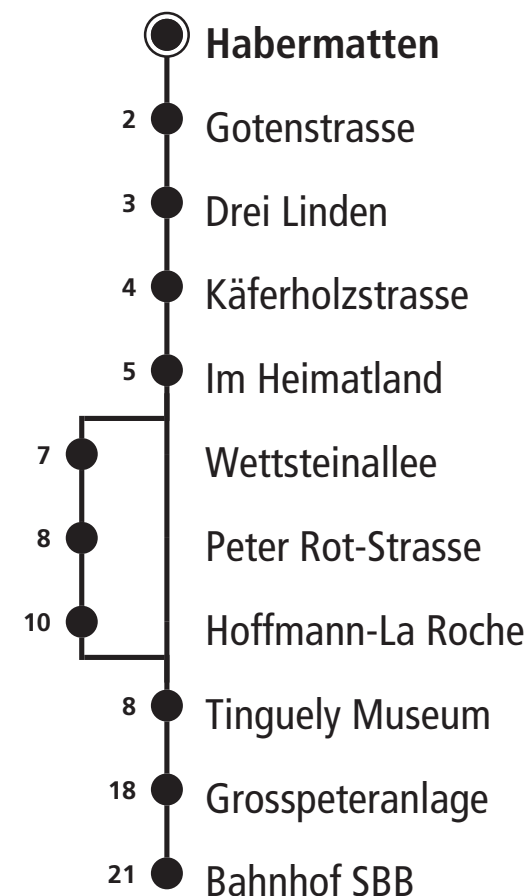 Habermatten
2 Gotenstrasse
3 Drei Linden
4 Käferholzstrasse
5 Im Heimatland
7 Wettsteinallee
8 Peter Rot-Strasse
10 Hoffmann-La Roche
8 Tinguely Museum
18 Grosspeteranlage
21 Bahnhof SBB